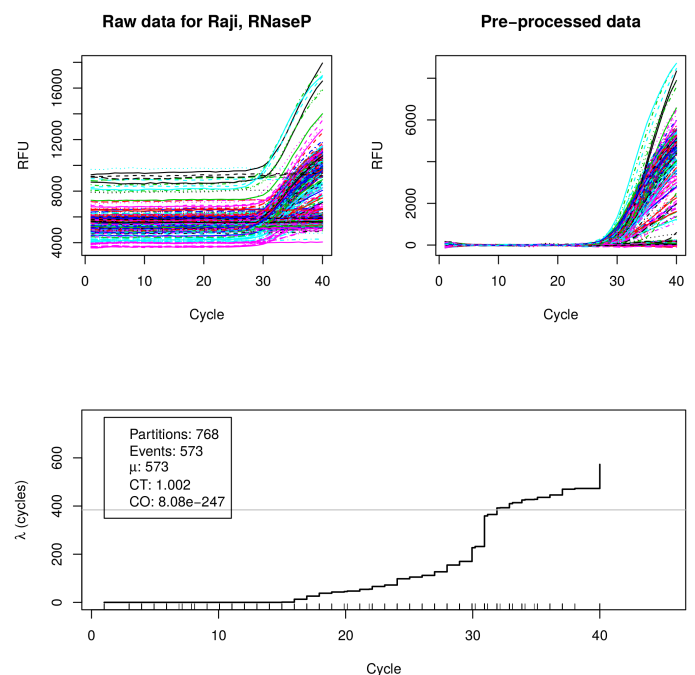 Raw data for Raji, RNaseP
Pre−processed data
RFU
4000 8000 12000 16000
0 10 20 30 40
Cycle
RFU
0 2000 6000
0 10 20 30 40
Cycle
Partitions: 768
Events: 573
μ: 573
CT: 1.002
CO: 8.08e−247
λ (cycles)
0 200 400 600
0 10 20 30 40
Cycle